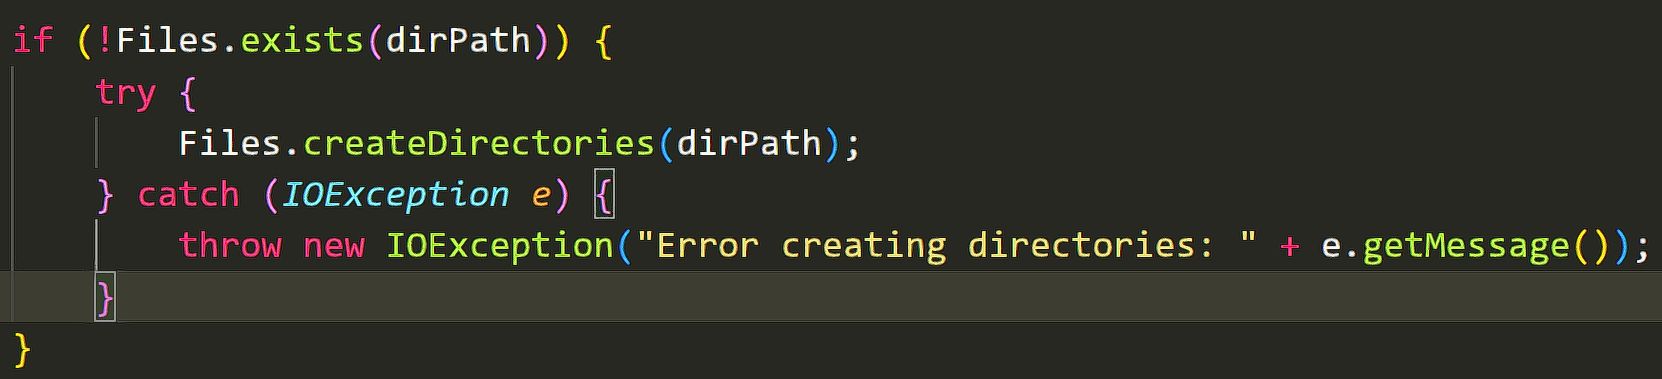 if (!Files.exists(dirPath)) {
    try {
        Files.createDirectories(dirPath);
    } catch (IOException e) {
        throw new IOException("Error creating directories: " + e.getMessage());
    }
}